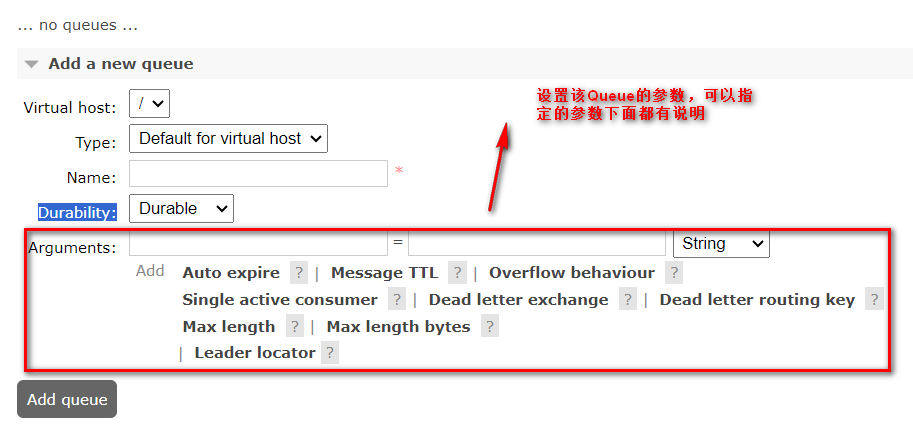 ... no queues ...
Add a new queue
设置该Queue的参数，可以指
定的参数下面都有说明
Virtual host: /
Type: Default for virtual host
Name: *
Durability: Durable
Arguments: = String
Add Auto expire ? | Message TTL ? | Overflow behaviour ?
Single active consumer ? | Dead letter exchange ? | Dead letter routing key ?
Max length ? | Max length bytes ?
| Leader locator ?
Add queue